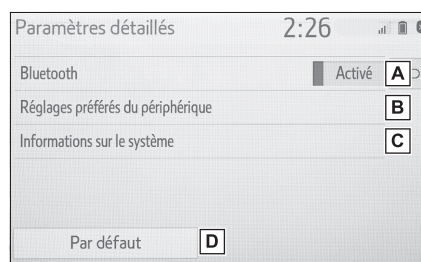 Paramètres détaillés 2:26
Bluetooth Activé A
Réglages préférés du périphérique B
Informations sur le système C
Par défaut D